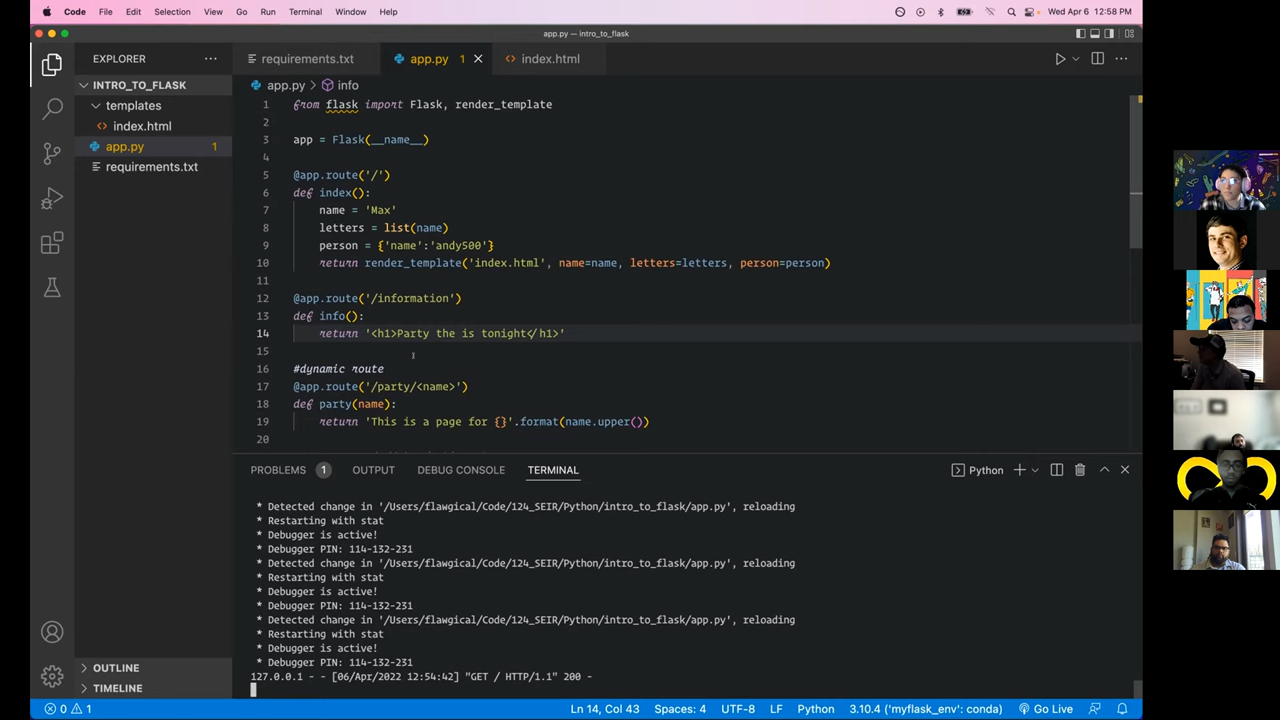 Code File Edit Selection View Go Run Terminal Window Help Wed Apr 6 12:58 PM
app.py — intro_to_flask
EXPLORER
requirements.txt app.py 1 index.html
INTRO_TO_FLASK
templates
index.html
app.py 1
requirements.txt
app.py > info
1 from flask import Flask, render_template
2
3 app = Flask(__name__)
4
5 @app.route('/')
6 def index():
7 name = 'Max'
8 letters = list(name)
9 person = {'name':'andy500'}
10 return render_template('index.html', name=name, letters=letters, person=person)
11
12 @app.route('/information')
13 def info():
14 return '<h1>Party the is tonight</h1>'
15
16 #dynamic route
17 @app.route('/party/<name>')
18 def party(name):
19 return 'This is a page for {}'.format(name.upper())
20
PROBLEMS 1 OUTPUT DEBUG CONSOLE TERMINAL Python
* Detected change in '/Users/flawgical/Code/124_SEIR/Python/intro_to_flask/app.py', reloading
* Restarting with stat
* Debugger is active!
* Debugger PIN: 114-132-231
* Detected change in '/Users/flawgical/Code/124_SEIR/Python/intro_to_flask/app.py', reloading
* Restarting with stat
* Debugger is active!
* Debugger PIN: 114-132-231
* Detected change in '/Users/flawgical/Code/124_SEIR/Python/intro_to_flask/app.py', reloading
* Restarting with stat
* Debugger is active!
* Debugger PIN: 114-132-231
127.0.0.1 - - [06/Apr/2022 12:54:42] "GET / HTTP/1.1" 200 -
OUTLINE
TIMELINE
0 1 Ln 14, Col 43 Spaces: 4 UTF-8 LF Python 3.10.4 ('myflask_env': conda) Go Live